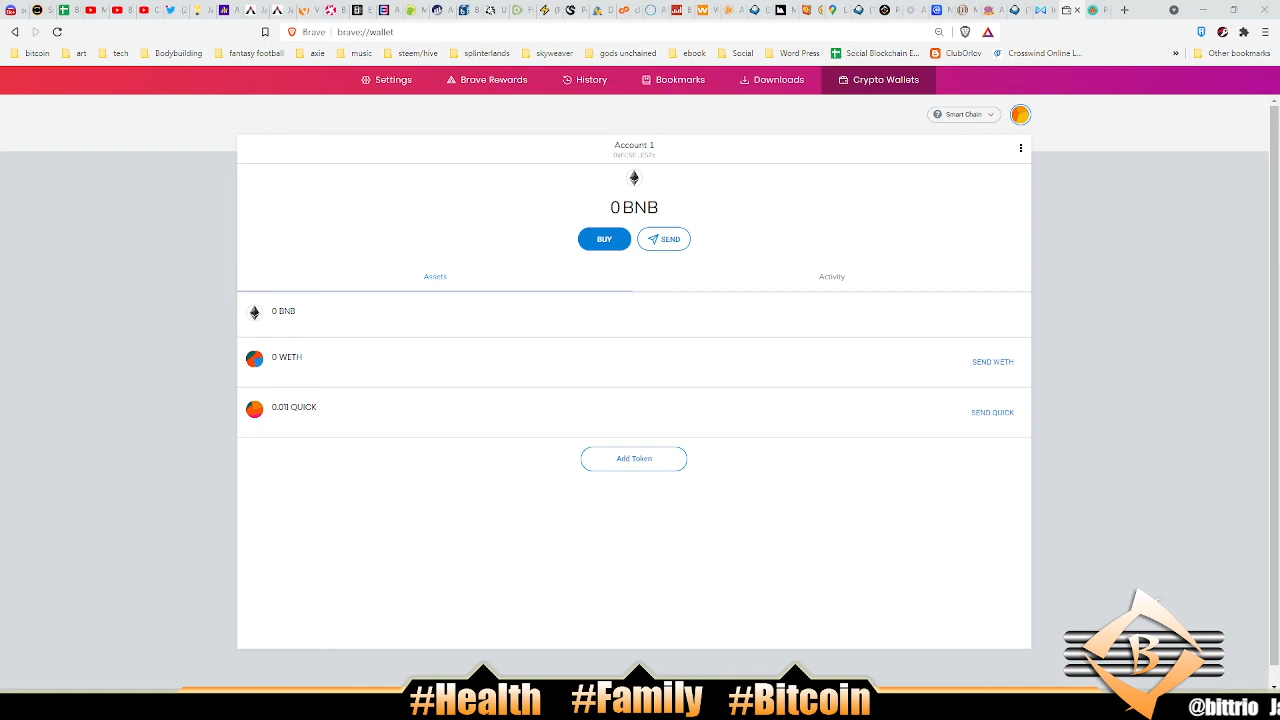 Brave brave://wallet
bitcoin art tech Bodybuilding fantasy football axie music steem/hive splinterlands skyweaver gods unchained ebook Social Word Press Social Blockchain E... ClubOrlov Crosswind Online L... » Other bookmarks
Settings Brave Rewards History Bookmarks Downloads Crypto Wallets
Smart Chain
Account 1
0 BNB
BUY SEND
Assets Activity
0 BNB
0 WETH
SEND WETH
0.011 QUICK
SEND QUICK
Add Token
B
#Health #Family #Bitcoin
@bittrio